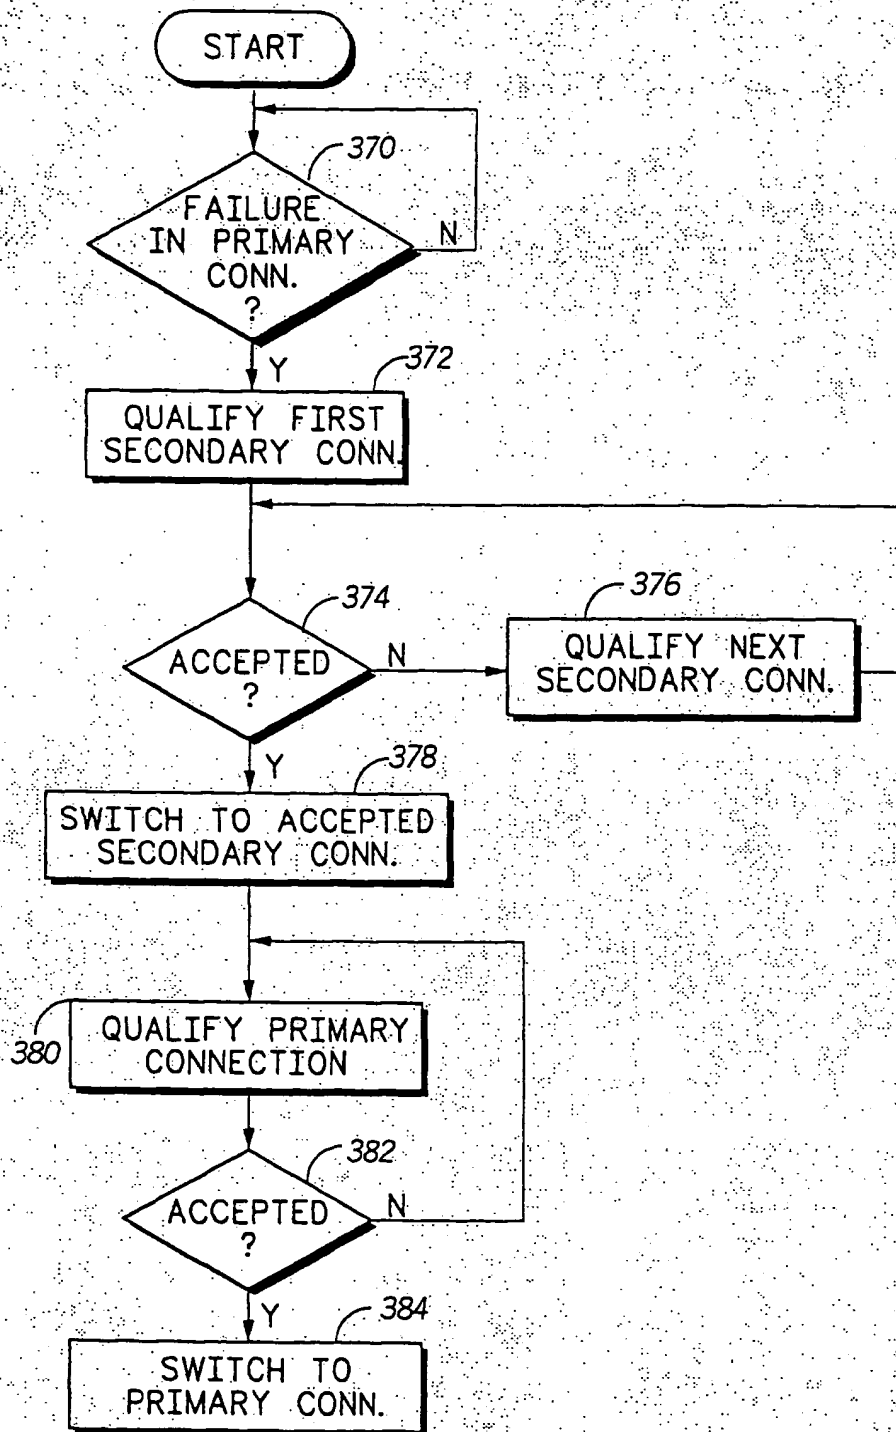 START
370
FAILURE
IN PRIMARY
CONN.
?
N
Y
372
QUALIFY FIRST
SECONDARY CONN.
374
ACCEPTED
?
N
376
QUALIFY NEXT
SECONDARY CONN.
Y
378
SWITCH TO ACCEPTED
SECONDARY CONN.
380
QUALIFY PRIMARY
CONNECTION
382
ACCEPTED
?
N
Y
384
SWITCH TO
PRIMARY CONN.